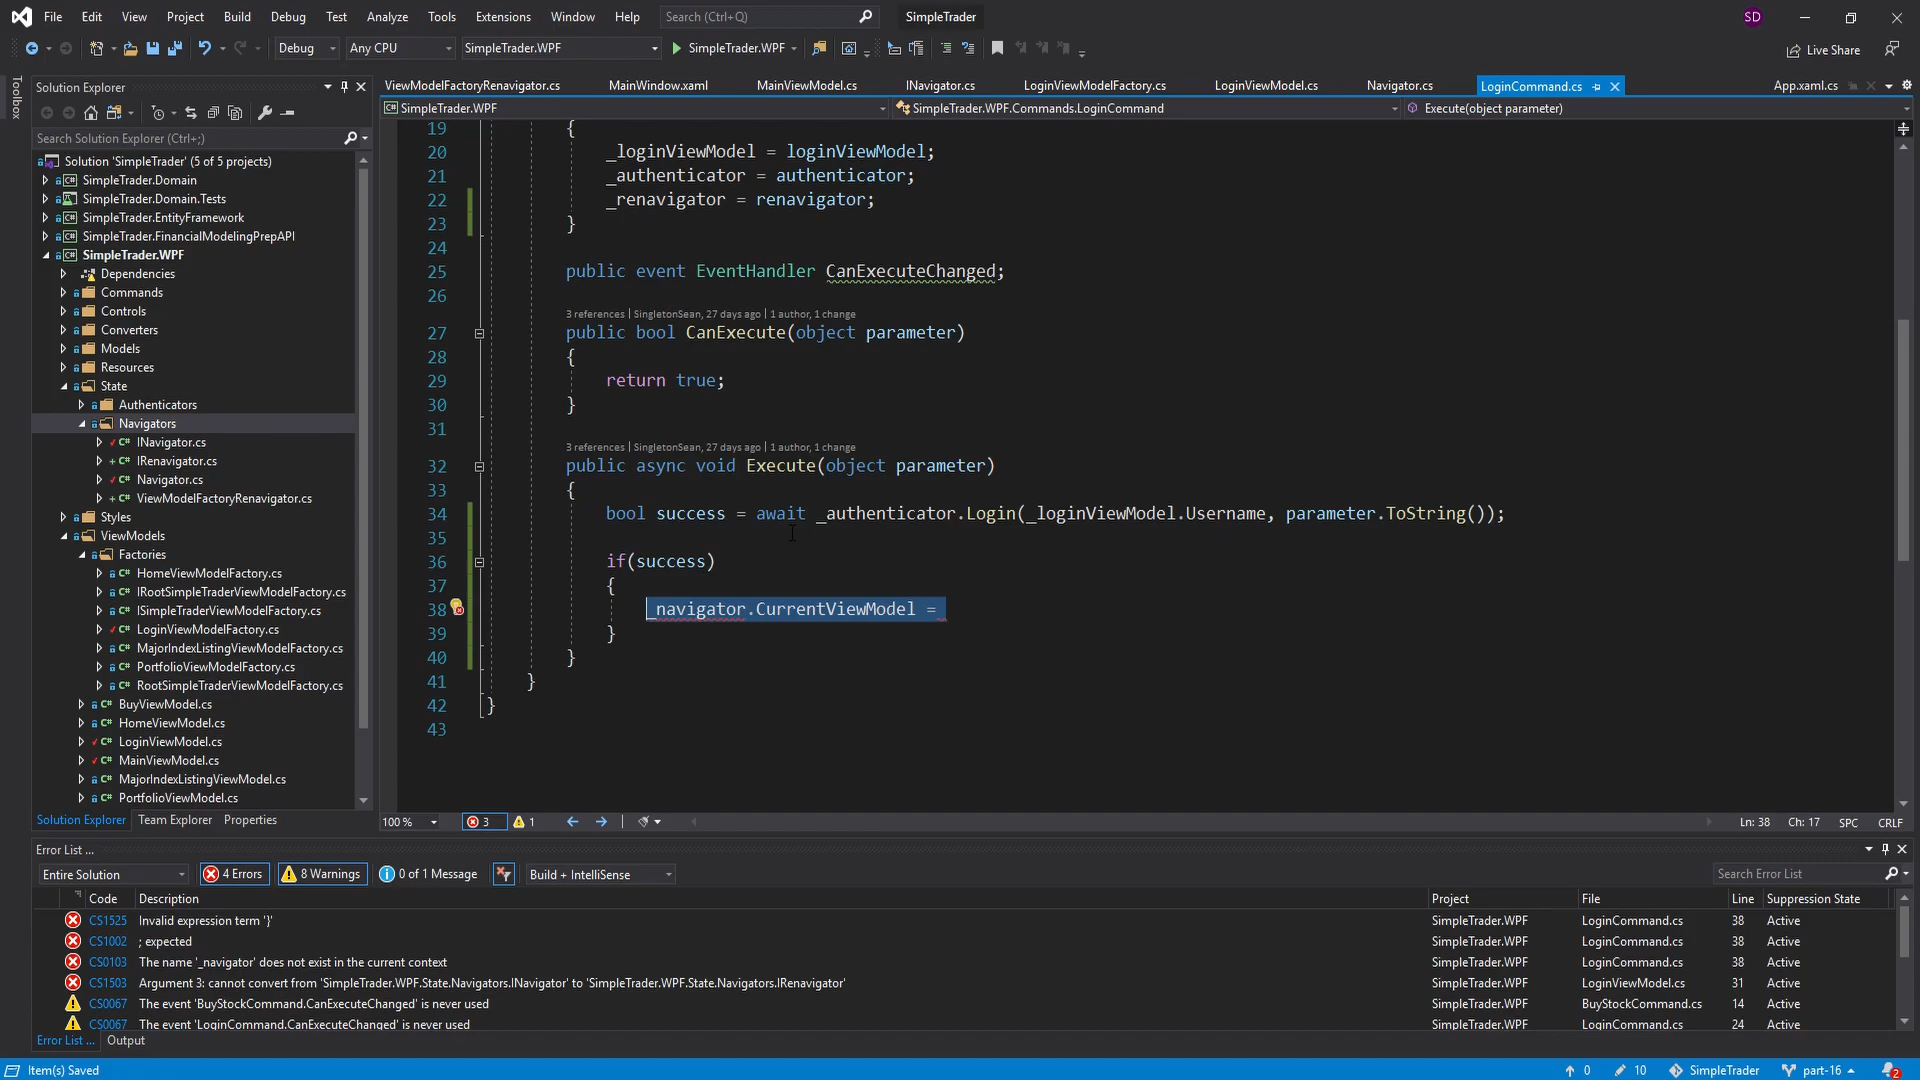 File Edit View Project Build Debug Test Analyze Tools Extensions Window Help Search (Ctrl+Q) SimpleTrader SD
Debug Any CPU SimpleTrader.WPF SimpleTrader.WPF Live Share
Toolbox
Solution Explorer
Search Solution Explorer (Ctrl+;)
Solution 'SimpleTrader' (5 of 5 projects)
SimpleTrader.Domain
SimpleTrader.Domain.Tests
SimpleTrader.EntityFramework
SimpleTrader.FinancialModelingPrepAPI
SimpleTrader.WPF
Dependencies
Commands
Controls
Converters
Models
Resources
State
Authenticators
Navigators
INavigator.cs
IRenavigator.cs
Navigator.cs
ViewModelFactoryRenavigator.cs
Styles
ViewModels
Factories
HomeViewModelFactory.cs
IRootSimpleTraderViewModelFactory.cs
ISimpleTraderViewModelFactory.cs
LoginViewModelFactory.cs
MajorIndexListingViewModelFactory.cs
PortfolioViewModelFactory.cs
RootSimpleTraderViewModelFactory.cs
BuyViewModel.cs
HomeViewModel.cs
LoginViewModel.cs
MainViewModel.cs
MajorIndexListingViewModel.cs
PortfolioViewModel.cs
Solution Explorer Team Explorer Properties
ViewModelFactoryRenavigator.cs MainWindow.xaml MainViewModel.cs INavigator.cs LoginViewModelFactory.cs LoginViewModel.cs Navigator.cs LoginCommand.cs App.xaml.cs
SimpleTrader.WPF SimpleTrader.WPF.Commands.LoginCommand Execute(object parameter)
19 {
20 _loginViewModel = loginViewModel;
21 _authenticator = authenticator;
22 _renavigator = renavigator;
23 }
24
25 public event EventHandler CanExecuteChanged;
26
3 references | SingletonSean, 27 days ago | 1 author, 1 change
27 public bool CanExecute(object parameter)
28 {
29 return true;
30 }
31
3 references | SingletonSean, 27 days ago | 1 author, 1 change
32 public async void Execute(object parameter)
33 {
34 bool success = await _authenticator.Login(_loginViewModel.Username, parameter.ToString());
35
36 if(success)
37 {
38 _navigator.CurrentViewModel =
39 }
40 }
41 }
42 }
43
100 % 3 1 Ln: 38 Ch: 17 SPC CRLF
Error List ...
Entire Solution 4 Errors 8 Warnings 0 of 1 Message Build + IntelliSense Search Error List
Code Description Project File Line Suppression State
CS1525 Invalid expression term '}' SimpleTrader.WPF LoginCommand.cs 38 Active
CS1002 ; expected SimpleTrader.WPF LoginCommand.cs 38 Active
CS0103 The name '_navigator' does not exist in the current context SimpleTrader.WPF LoginCommand.cs 38 Active
CS1503 Argument 3: cannot convert from 'SimpleTrader.WPF.State.Navigators.INavigator' to 'SimpleTrader.WPF.State.Navigators.IRenavigator' SimpleTrader.WPF LoginViewModel.cs 31 Active
CS0067 The event 'BuyStockCommand.CanExecuteChanged' is never used SimpleTrader.WPF BuyStockCommand.cs 14 Active
CS0067 The event 'LoginCommand.CanExecuteChanged' is never used SimpleTrader.WPF LoginCommand.cs 24 Active
Error List ... Output
Item(s) Saved 0 10 SimpleTrader part-16 2